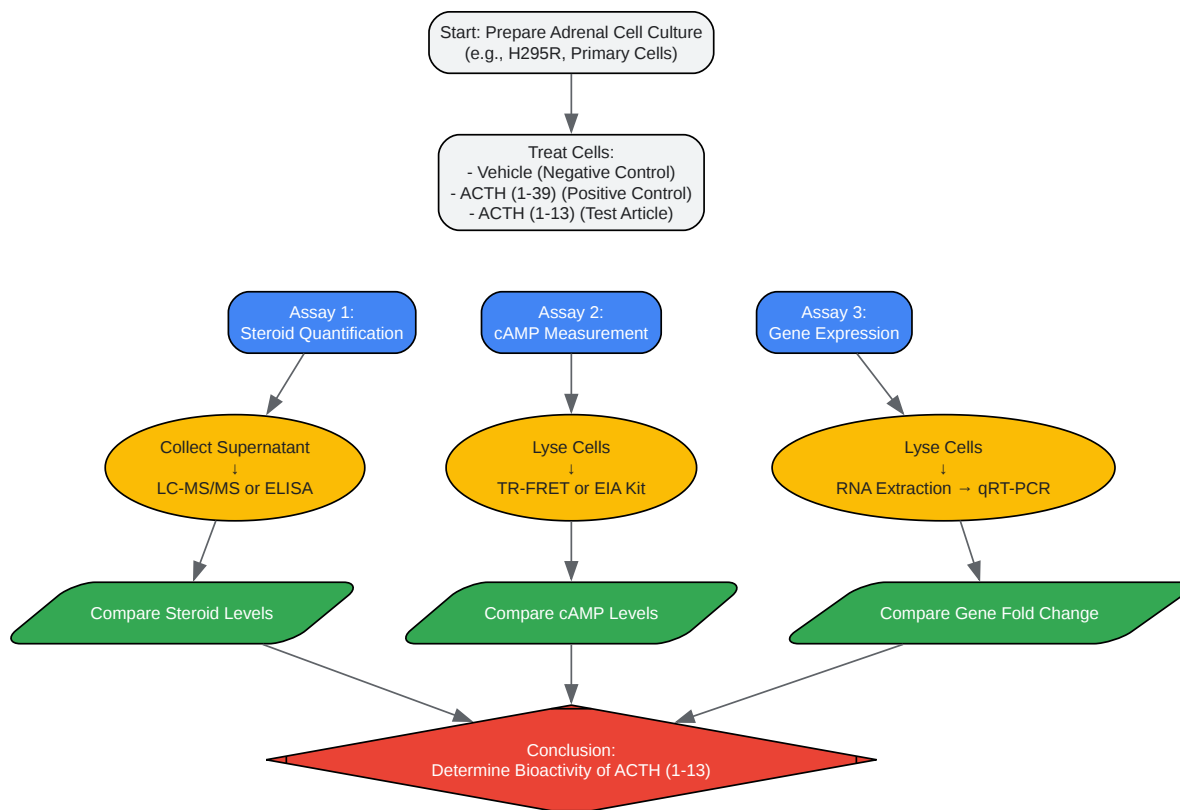 Start: Prepare Adrenal Cell Culture
(e.g., H295R, Primary Cells)
Treat Cells:
- Vehicle (Negative Control)
- ACTH (1-39) (Positive Control)
- ACTH (1-13) (Test Article)
Assay 1:
Steroid Quantification
Assay 2:
cAMP Measurement
Assay 3:
Gene Expression
Collect Supernatant
↓
LC-MS/MS or ELISA
Lyse Cells
↓
TR-FRET or EIA Kit
Lyse Cells
↓
RNA Extraction → qRT-PCR
Compare Steroid Levels
Compare cAMP Levels
Compare Gene Fold Change
Conclusion:
Determine Bioactivity of ACTH (1-13)